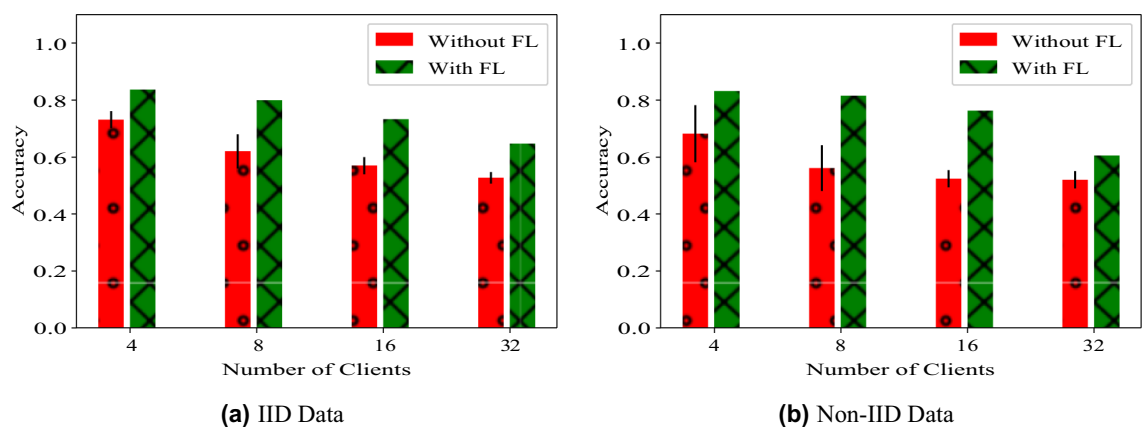 1.0
0.8
0.6
0.4
0.2
0.0
Accuracy
Without FL
With FL
4 8 16 32
Number of Clients
(a) IID Data
1.0
0.8
0.6
0.4
0.2
0.0
Accuracy
Without FL
With FL
4 8 16 32
Number of Clients
(b) Non-IID Data